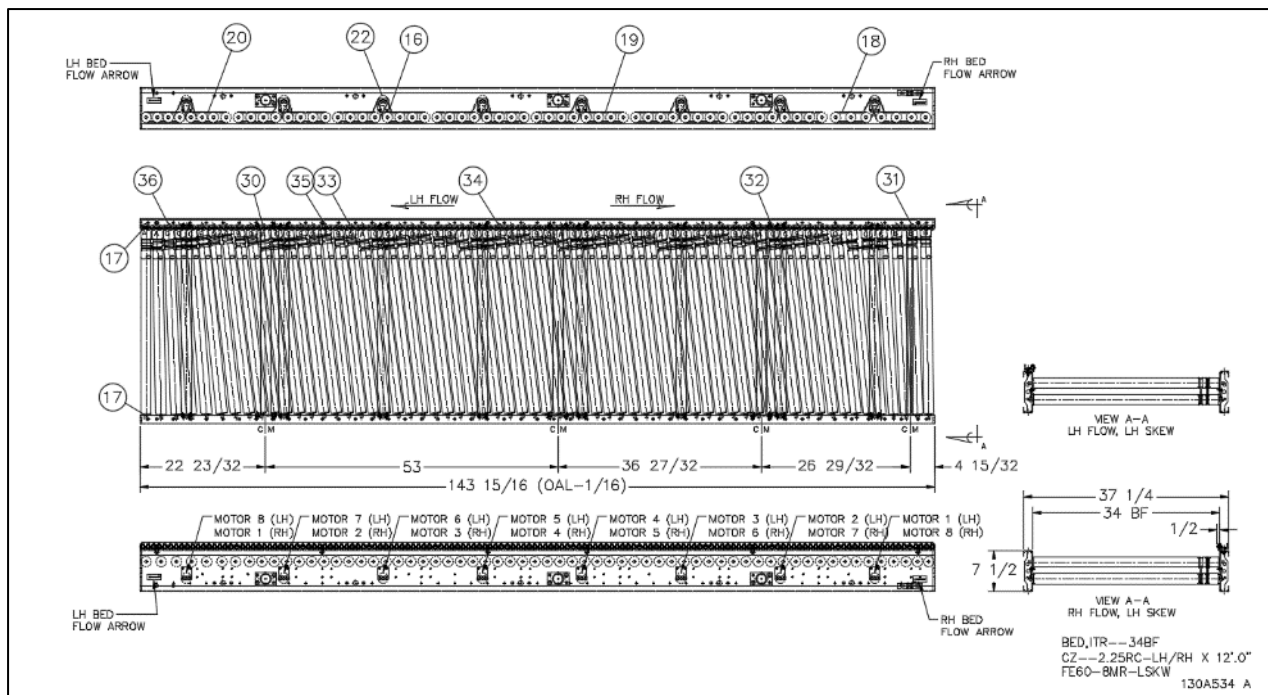 20
22
16
19
18
LH BED
FLOW ARROW
RH BED
FLOW ARROW
36
30
35
33
LH FLOW
34
RH FLOW
32
31
A
17
17
C M
C M
C M
C M
A
22 23/32
53
36 27/32
26 29/32
4 15/32
143 15/16 (OAL-1/16)
VIEW A-A
LH FLOW, LH SKEW
MOTOR 8 (LH)
MOTOR 1 (RH)
MOTOR 7 (LH)
MOTOR 2 (RH)
MOTOR 6 (LH)
MOTOR 3 (RH)
MOTOR 5 (LH)
MOTOR 4 (RH)
MOTOR 4 (LH)
MOTOR 5 (RH)
MOTOR 3 (LH)
MOTOR 6 (RH)
MOTOR 2 (LH)
MOTOR 7 (RH)
MOTOR 1 (LH)
MOTOR 8 (RH)
37 1/4
34 BF
1/2
7 1/2
LH BED
FLOW ARROW
RH BED
FLOW ARROW
VIEW A-A
RH FLOW, LH SKEW
BED,ITR--34BF
CZ--2.25RC-LH/RH X 12'.0"
FE60-8MR-LSKW
130A534 A